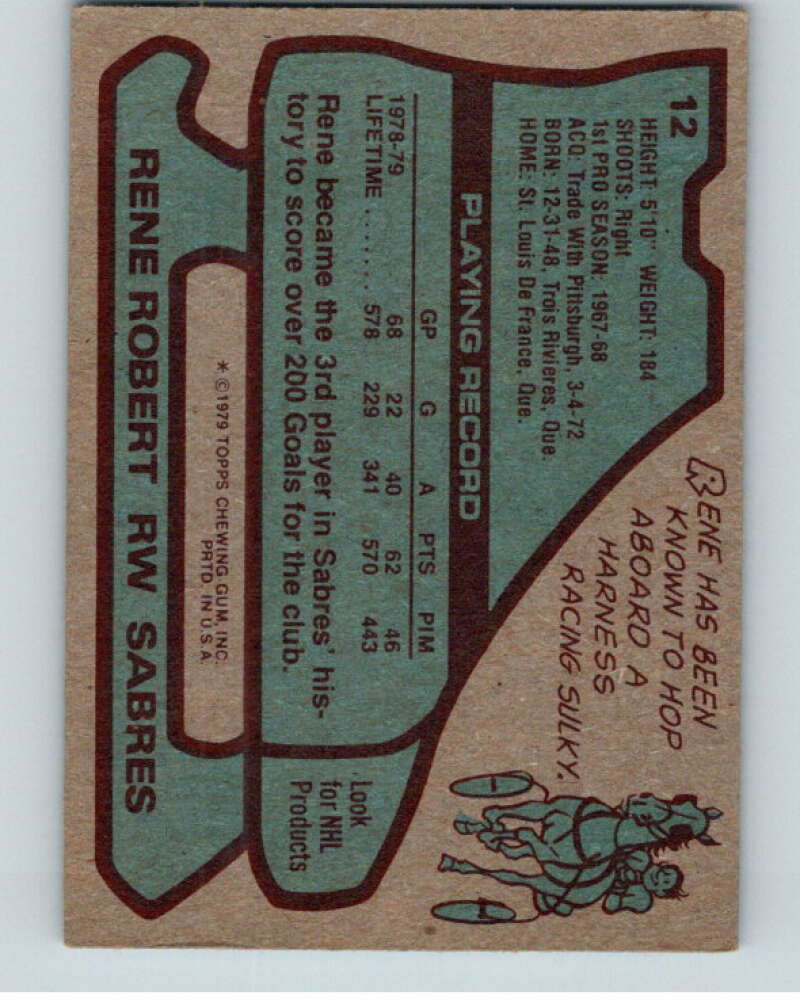 12
HEIGHT: 5'10" WEIGHT: 184
SHOOTS: Right
1st PRO SEASON: 1967-68
ACQ: Trade With Pittsburgh, 3-4-72
BORN: 12-31-48, Trois Rivieres, Que.
HOME: St. Louis De France, Que.
RENE HAS BEEN
KNOWN TO HOP
ABOARD A
HARNESS
RACING SULKY.
PLAYING RECORD
GP G A PTS PIM
1978-79 68 22 40 62 46
LIFETIME ....... 578 229 341 570 443
Rene became the 3rd player in Sabres' his-
tory to score over 200 Goals for the club.
Look
for NHL
Products
* ©1979 TOPPS CHEWING GUM, INC.
PRTD IN U.S.A.
RENE ROBERT RW SABRES